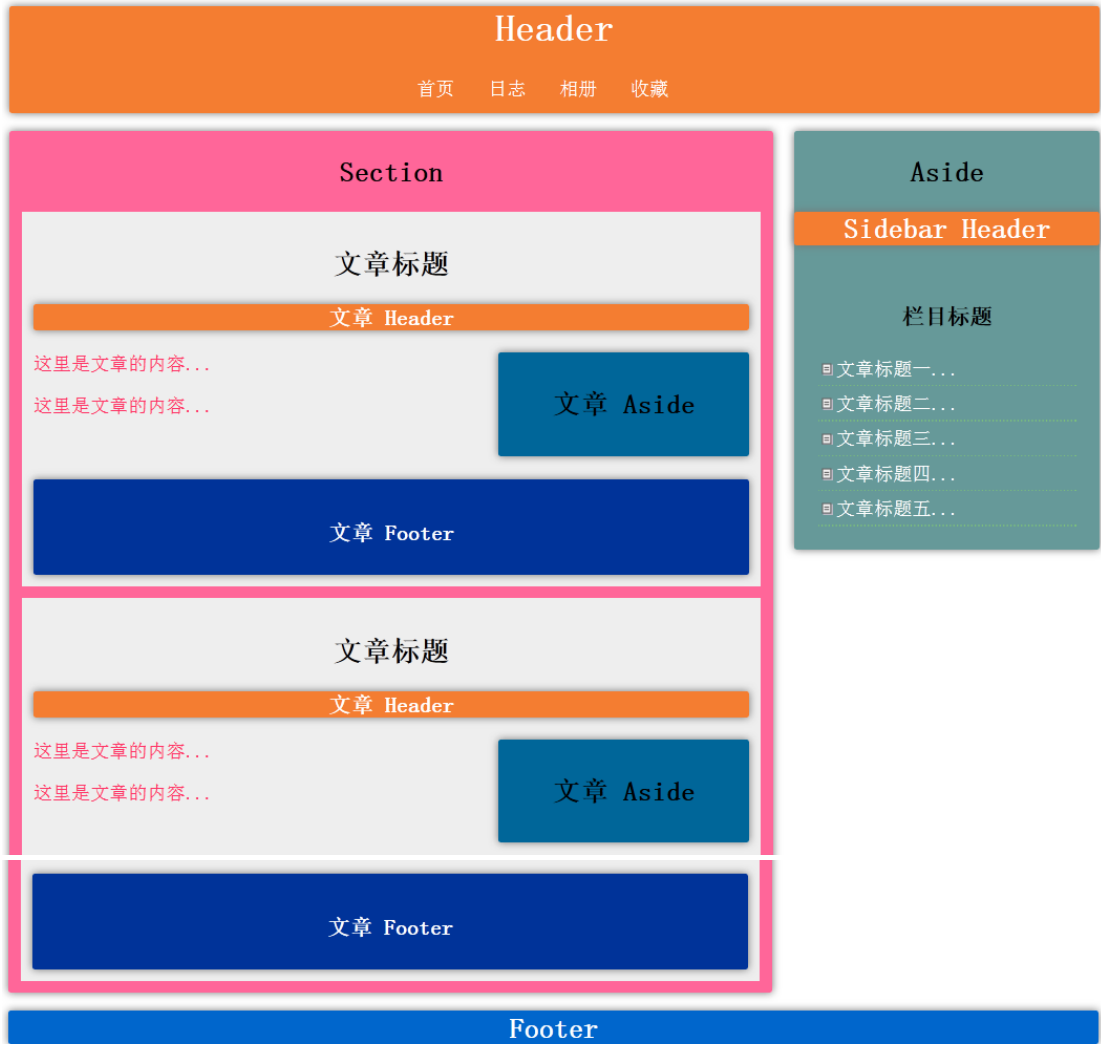 Header
首页 日志 相册 收藏
Section
文章标题
文章 Header
这里是文章的内容...
这里是文章的内容...
文章 Aside
文章 Footer
文章标题
文章 Header
这里是文章的内容...
这里是文章的内容...
文章 Aside
文章 Footer
Aside
Sidebar Header
栏目标题
文章标题一...
文章标题二...
文章标题三...
文章标题四...
文章标题五...
Footer